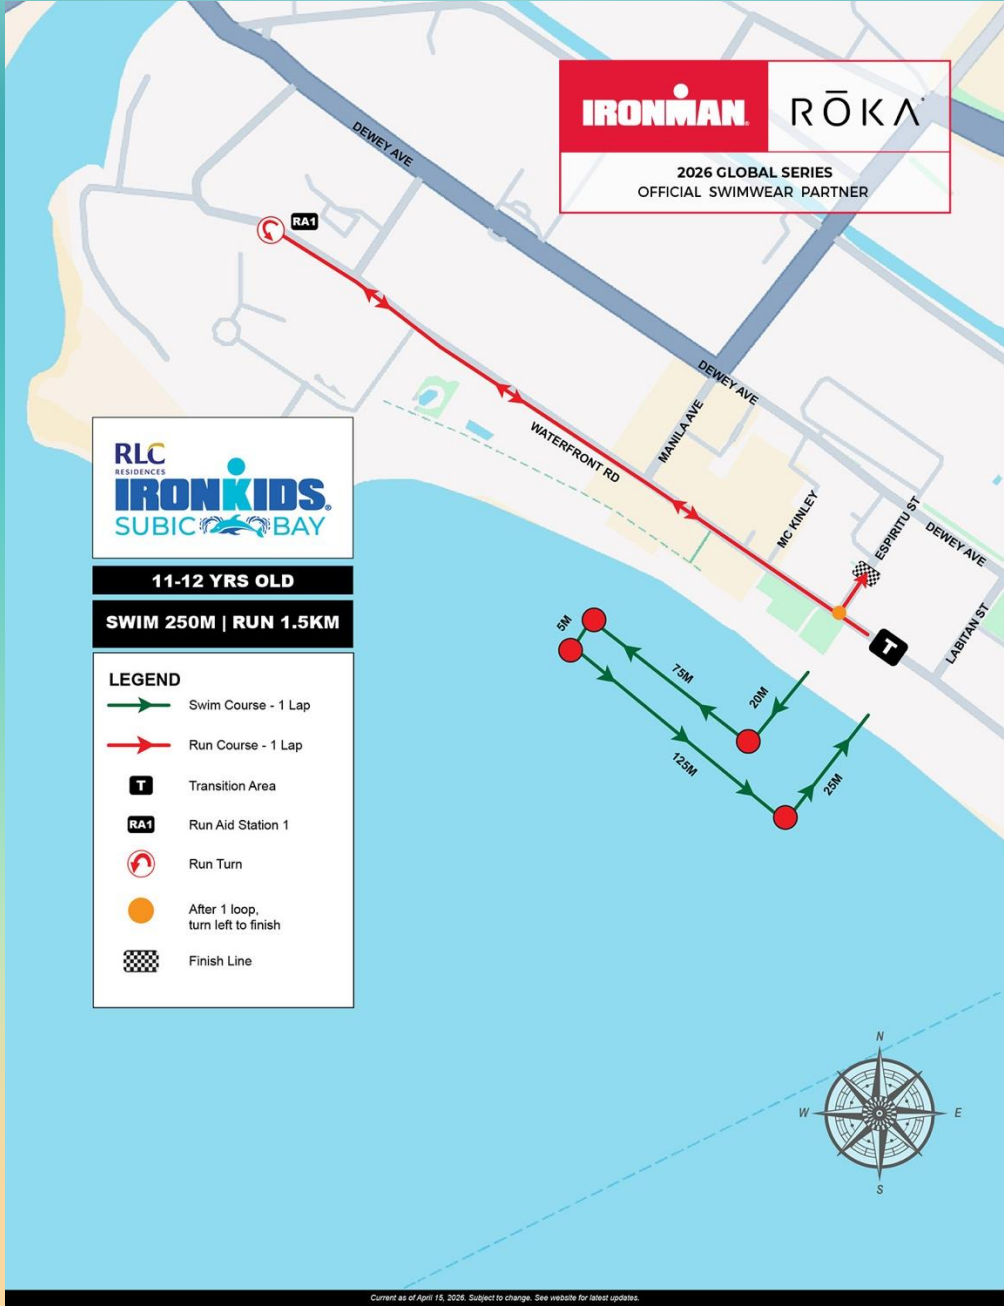 IRONMAN
RŌKA
2026 GLOBAL SERIES
OFFICIAL SWIMWEAR PARTNER
DEWEY AVE
RA1
DEWEY AVE
MANILA AVE
WATERFRONT RD
MC KINLEY
ESPIRITU ST
DEWEY AVE
LABITAN ST
T
5M
75M
20M
125M
25M
RLC
RESIDENCES
IRONKIDS
SUBIC BAY
11-12 YRS OLD
SWIM 250M | RUN 1.5KM
LEGEND
Swim Course - 1 Lap
Run Course - 1 Lap
T Transition Area
RA1 Run Aid Station 1
Run Turn
After 1 loop,
turn left to finish
Finish Line
N
W E
S
Current as of April 15, 2026. Subject to change. See website for latest updates.